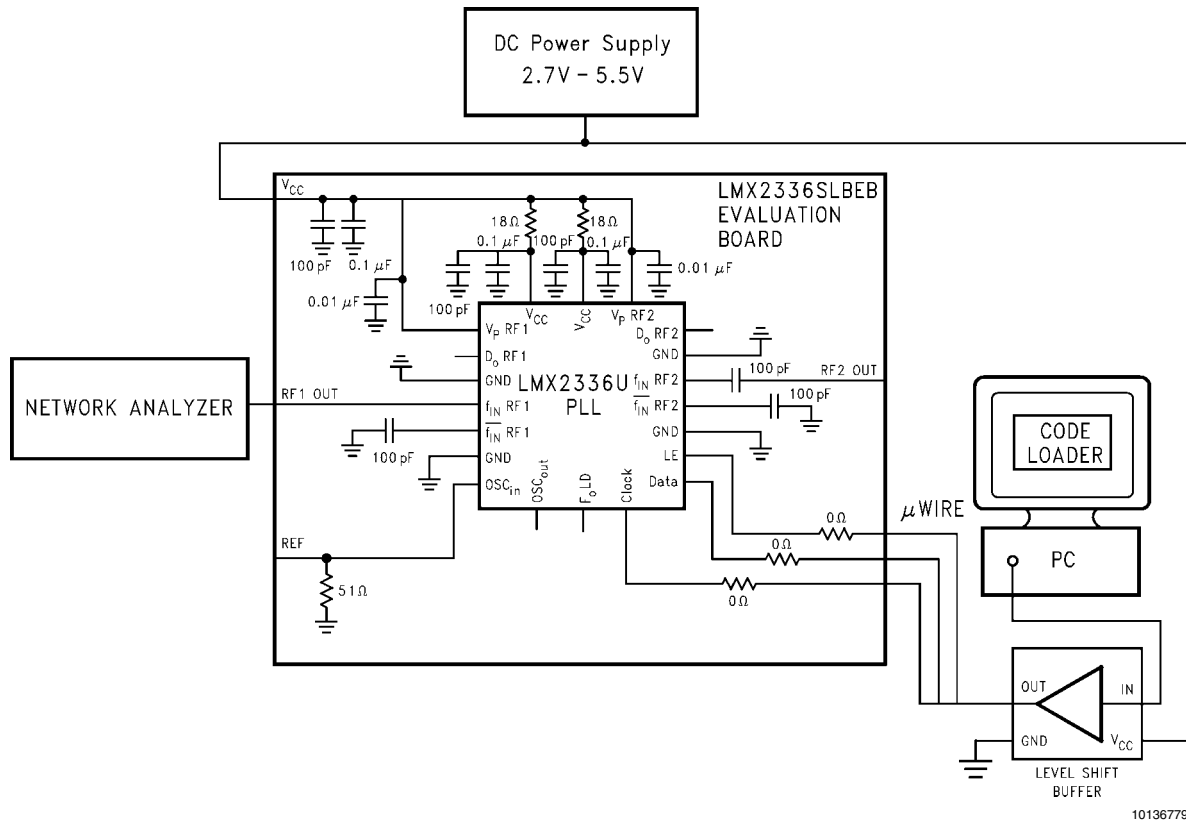 DC Power Supply
2.7V – 5.5V
VCC
LMX2336SLBEB
EVALUATION
BOARD
18Ω
18Ω
0.1 μF
100 pF
0.1 μF
100 pF
0.1 μF
0.01 μF
0.01 μF
100 pF
VCC
VCC
VP RF2
VP RF1
Do RF2
Do RF1
GND
GND
LMX2336U
PLL
fIN RF2
100 pF
RF2 OUT
NETWORK ANALYZER
RF1 OUT
fIN RF1
f̅I̅N̅ RF2
100 pF
f̅I̅N̅ RF1
100 pF
GND
GND
LE
OSCin
Data
OSCout
FoLD
Clock
CODE
LOADER
μWIRE
0Ω
0Ω
0Ω
PC
REF
51Ω
OUT
IN
GND
VCC
LEVEL SHIFT
BUFFER
10136779